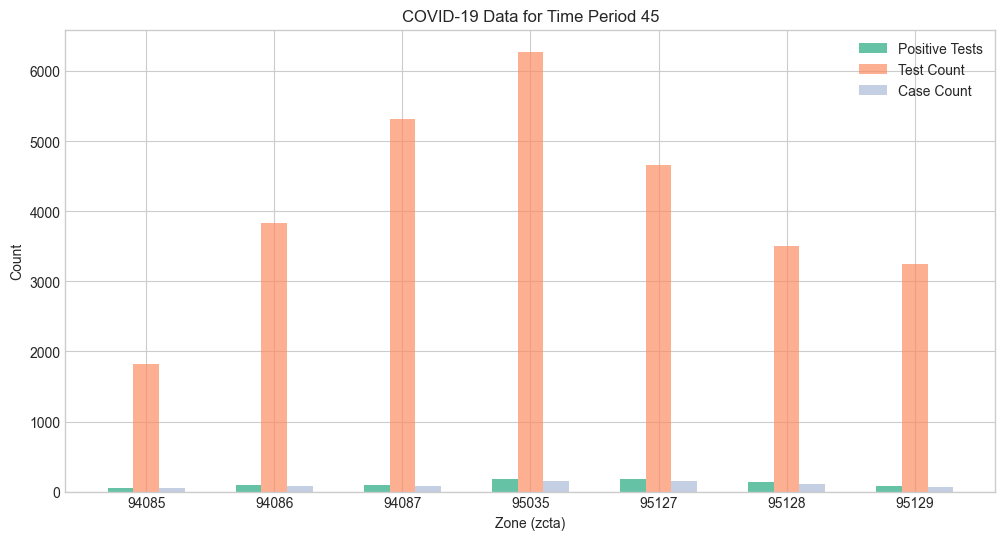 COVID-19 Data for Time Period 45
Positive Tests
Test Count
Case Count
Count
6000
5000
4000
3000
2000
1000
0
94085 94086 94087 95035 95127 95128 95129
Zone (zcta)